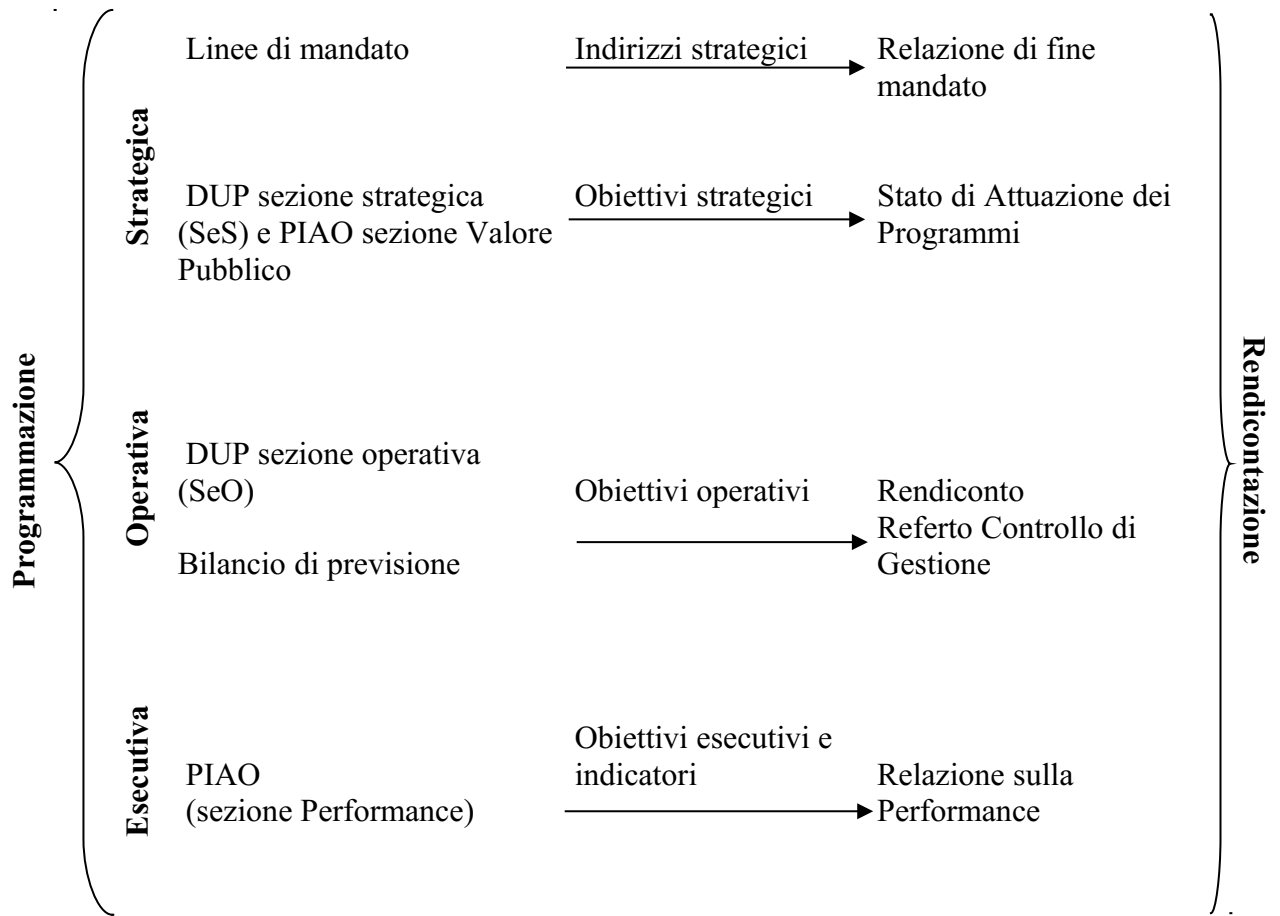 Programmazione
Strategica
Linee di mandato
Indirizzi strategici
Relazione di fine
mandato
DUP sezione strategica
(SeS) e PIAO sezione Valore
Pubblico
Obiettivi strategici
Stato di Attuazione dei
Programmi
Operativa
DUP sezione operativa
(SeO)
Bilancio di previsione
Obiettivi operativi
Rendiconto
Referto Controllo di
Gestione
Esecutiva
PIAO
(sezione Performance)
Obiettivi esecutivi e
indicatori
Relazione sulla
Performance
Rendicontazione